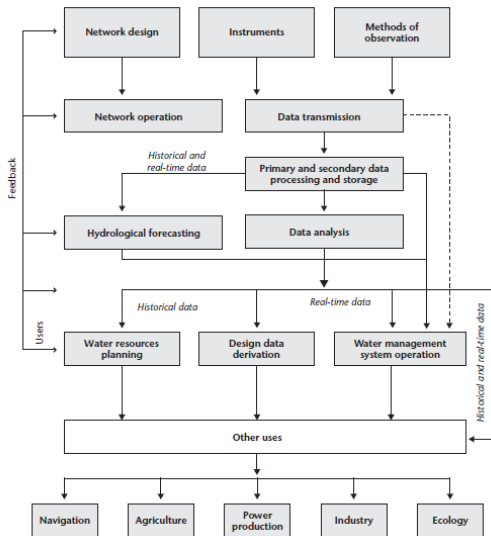 Network design
Instruments
Methods of
observation
Network operation
Data transmission
Historical and
real-time data
Primary and secondary data
processing and storage
Feedback
Hydrological forecasting
Data analysis
Historical data
Real-time data
Users
Water resources
planning
Design data
derivation
Water management
system operation
Historical and real-time data
Other uses
Navigation
Agriculture
Power
production
Industry
Ecology